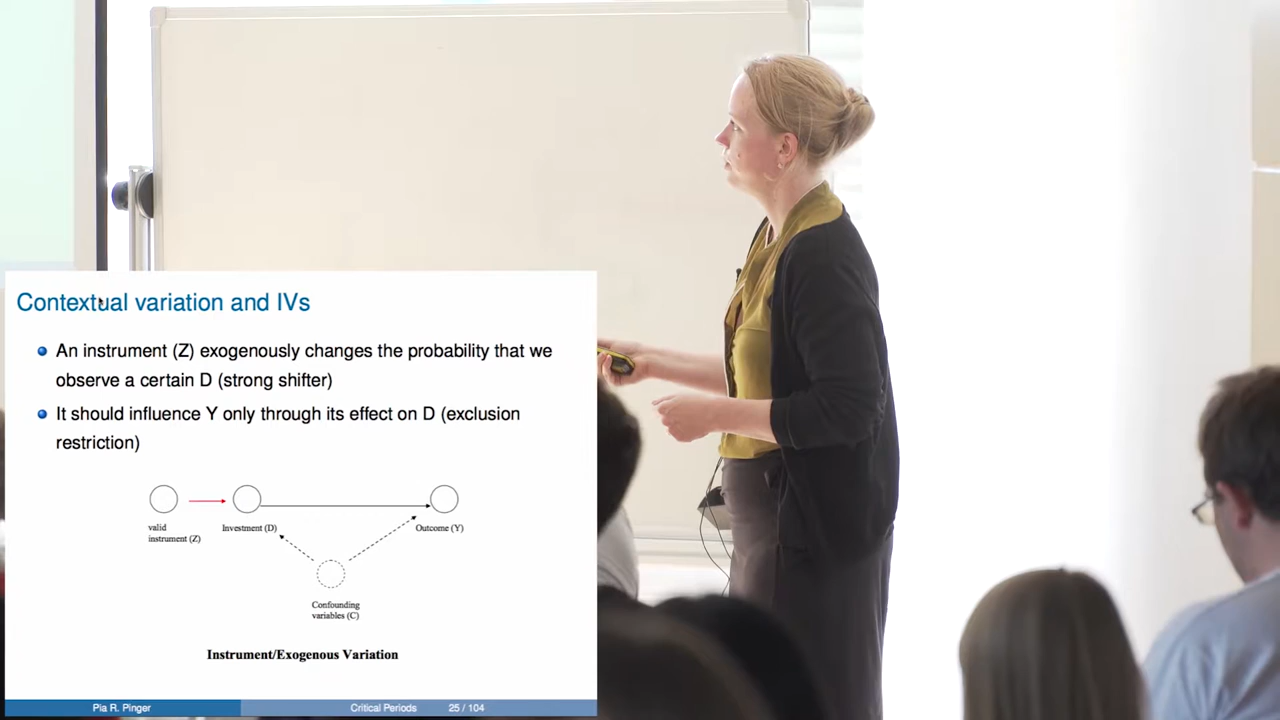 Contextual variation and IVs
An instrument (Z) exogenously changes the probability that we
observe a certain D (strong shifter)
It should influence Y only through its effect on D (exclusion
restriction)
valid
instrument (Z)
Investment (D)
Outcome (Y)
Confounding
variables (C)
Instrument/Exogenous Variation
Pia R. Pinger
Critical Periods
25 / 104